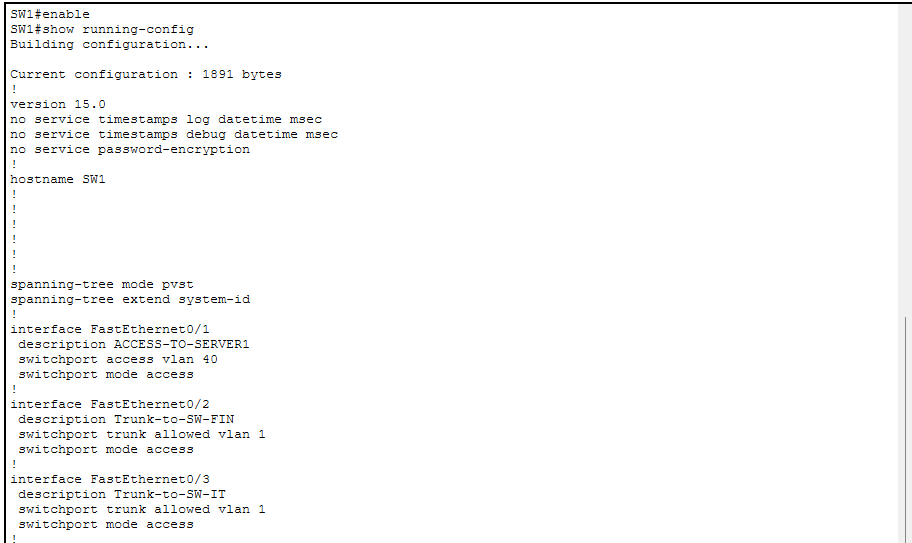 SW1#enable
SW1#show running-config
Building configuration...
Current configuration : 1891 bytes
!
version 15.0
no service timestamps log datetime msec
no service timestamps debug datetime msec
no service password-encryption
!
hostname SW1
!
!
!
!
!
!
spanning-tree mode pvst
spanning-tree extend system-id
!
interface FastEthernet0/1
 description ACCESS-TO-SERVER1
 switchport access vlan 40
 switchport mode access
!
interface FastEthernet0/2
 description Trunk-to-SW-FIN
 switchport trunk allowed vlan 1
 switchport mode access
!
interface FastEthernet0/3
 description Trunk-to-SW-IT
 switchport trunk allowed vlan 1
 switchport mode access
!